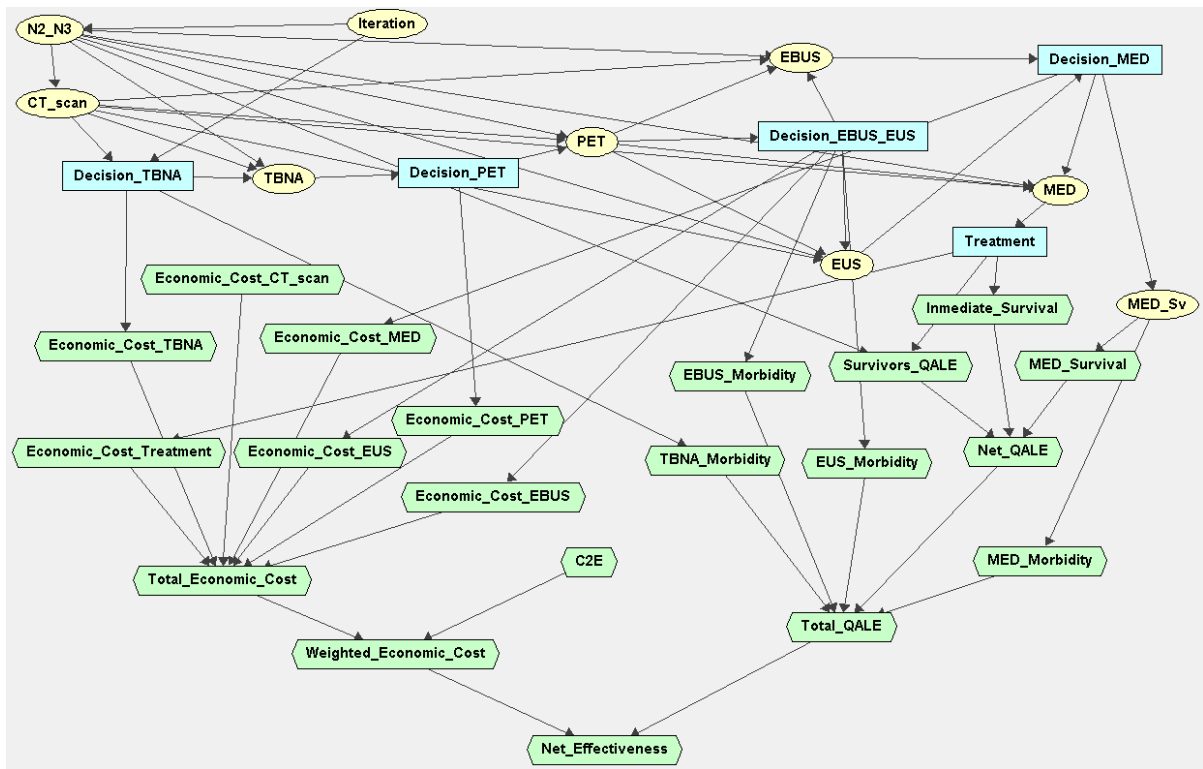 N2_N3
Iteration
EBUS
Decision_MED
CT_scan
PET
Decision_EBUS_EUS
Decision_TBNA
TBNA
Decision_PET
MED
Treatment
EUS
Economic_Cost_CT_scan
Inmediate_Survival
MED_Sv
Economic_Cost_TBNA
Economic_Cost_MED
EBUS_Morbidity
Survivors_QALE
MED_Survival
Economic_Cost_PET
Economic_Cost_Treatment
Economic_Cost_EUS
TBNA_Morbidity
EUS_Morbidity
Net_QALE
Economic_Cost_EBUS
Total_Economic_Cost
C2E
MED_Morbidity
Total_QALE
Weighted_Economic_Cost
Net_Effectiveness